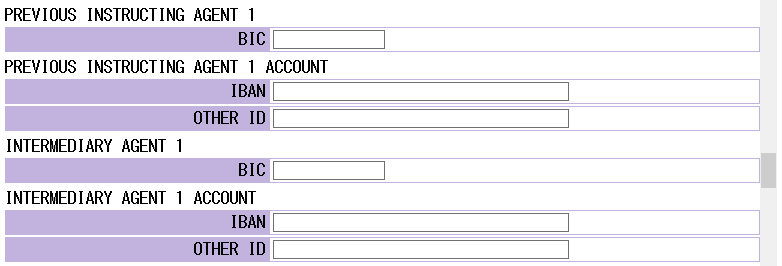 PREVIOUS INSTRUCTING AGENT 1
BIC
PREVIOUS INSTRUCTING AGENT 1 ACCOUNT
IBAN
OTHER ID
INTERMEDIARY AGENT 1
BIC
INTERMEDIARY AGENT 1 ACCOUNT
IBAN
OTHER ID